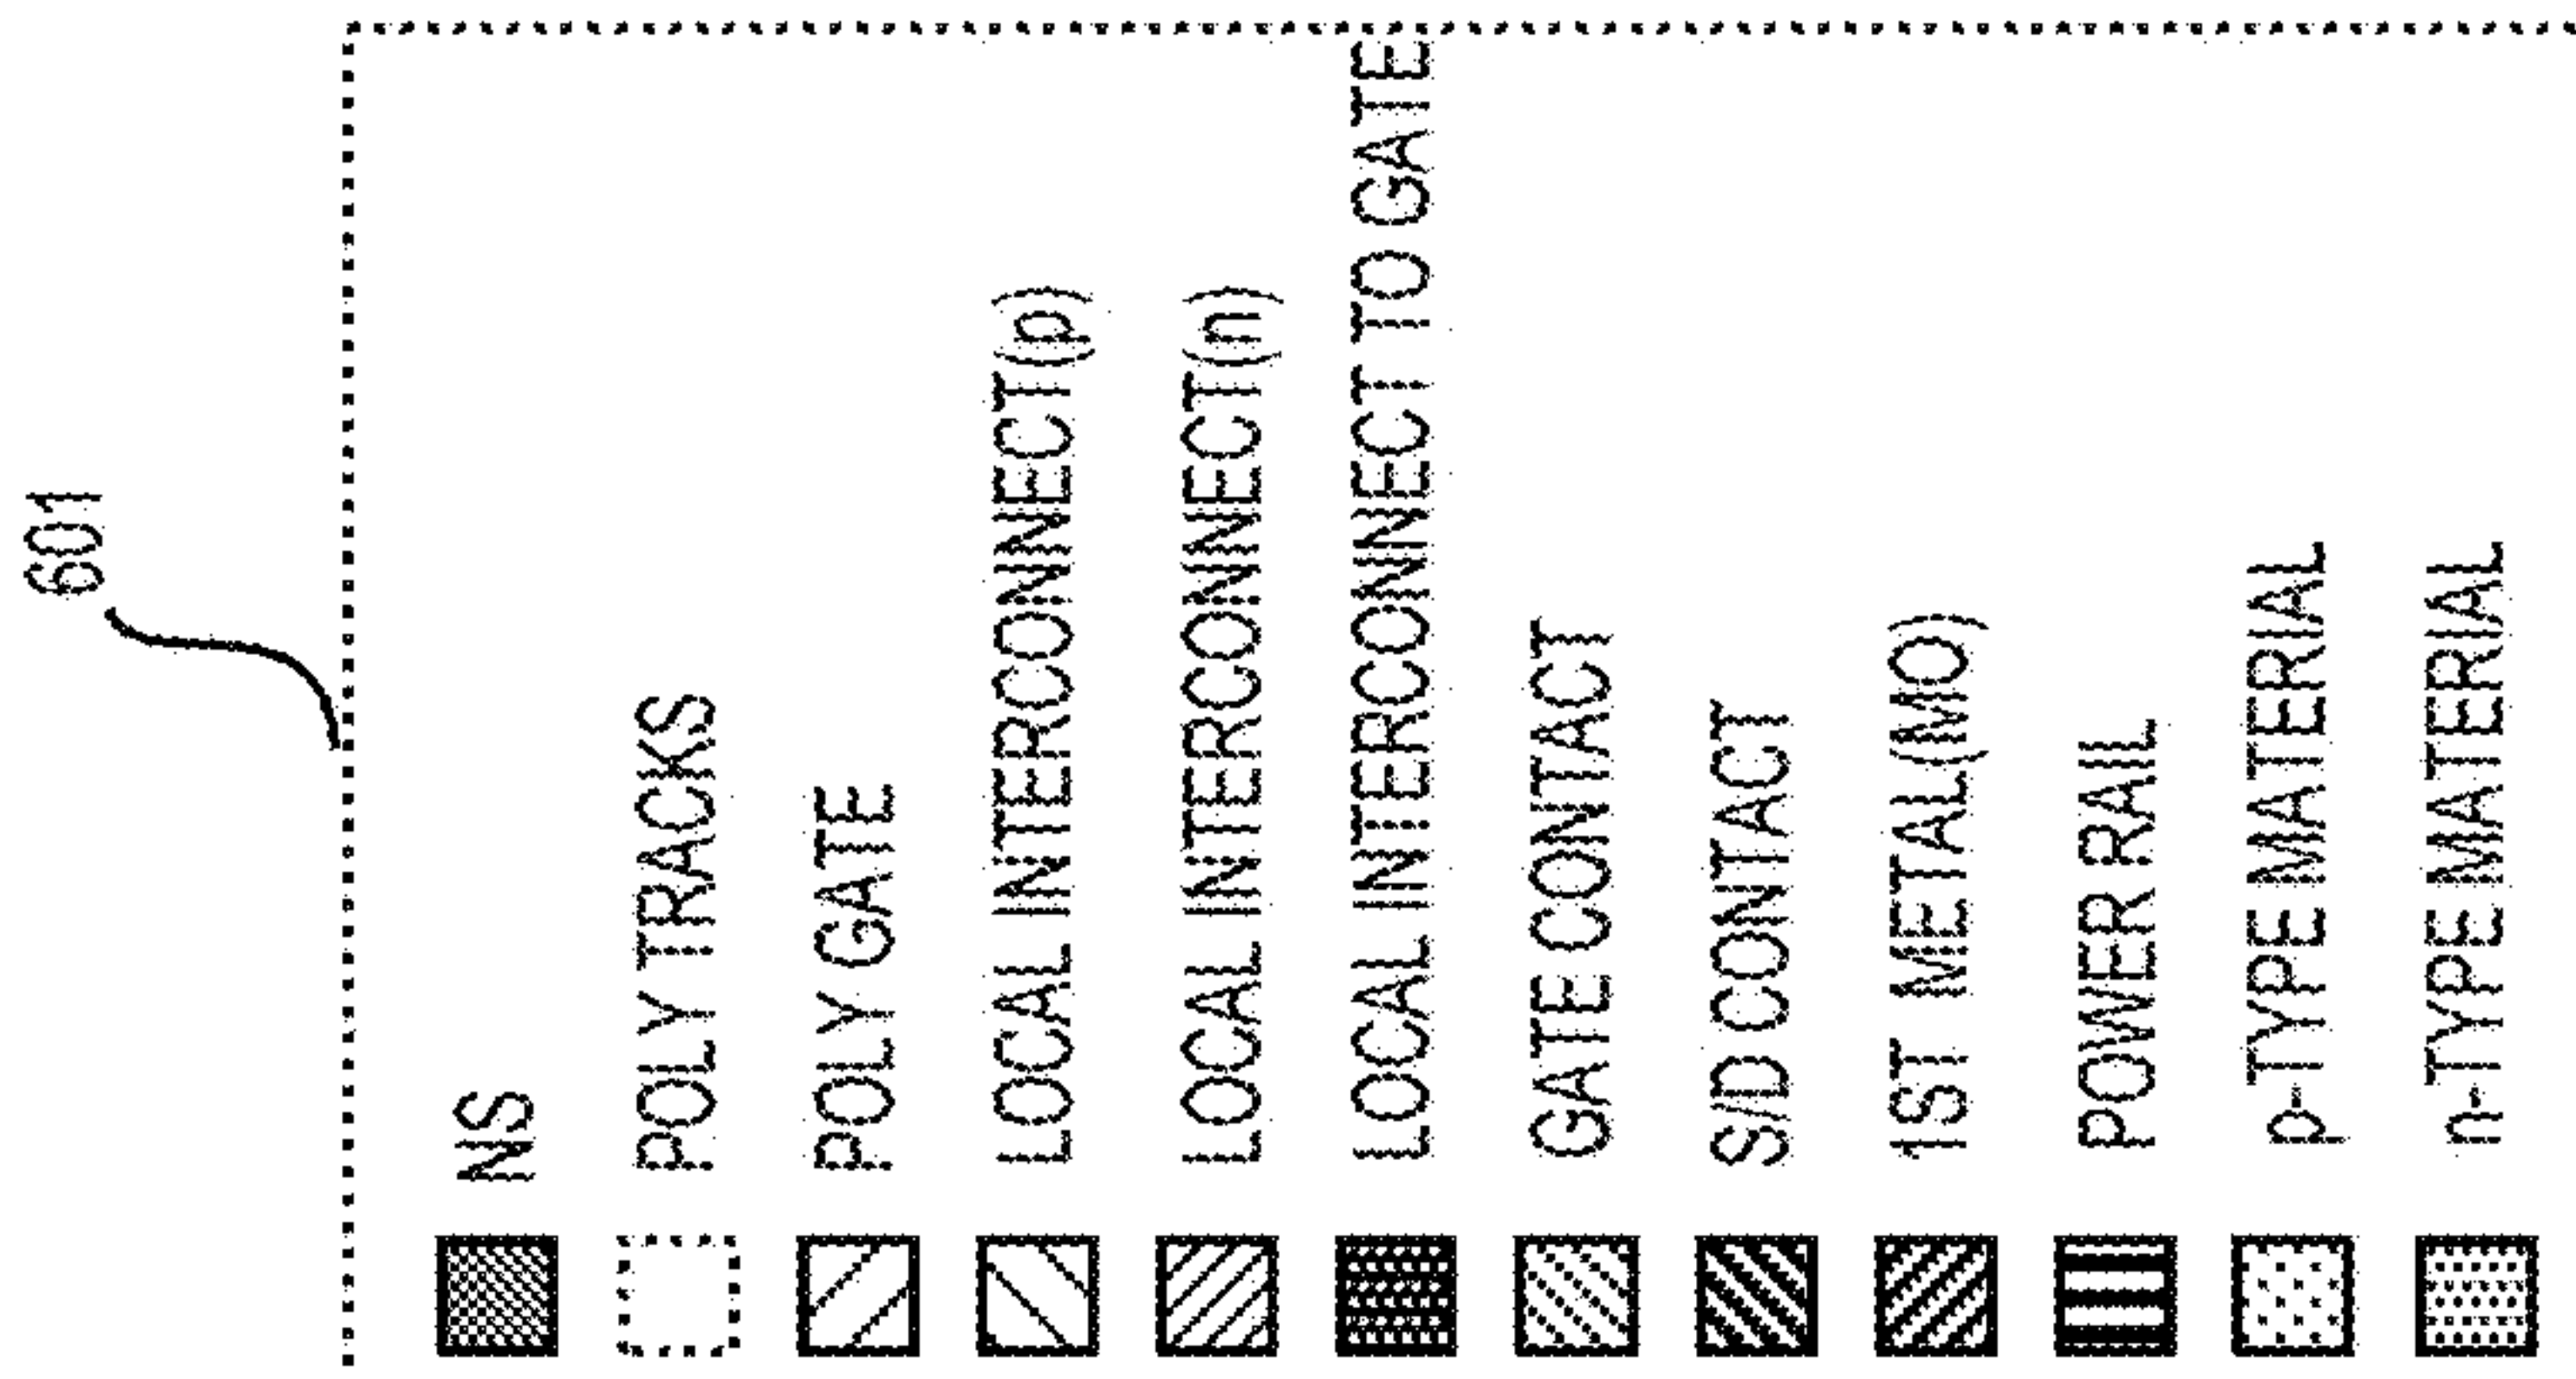 601
NS
POLY TRACKS
POLY GATE
LOCAL INTERCONNECT(p)
LOCAL INTERCONNECT(n)
LOCAL INTERCONNECT TO GATE
GATE CONTACT
S/D CONTACT
1ST METAL(MO)
POWER RAIL
p-TYPE MATERIAL
n-TYPE MATERIAL